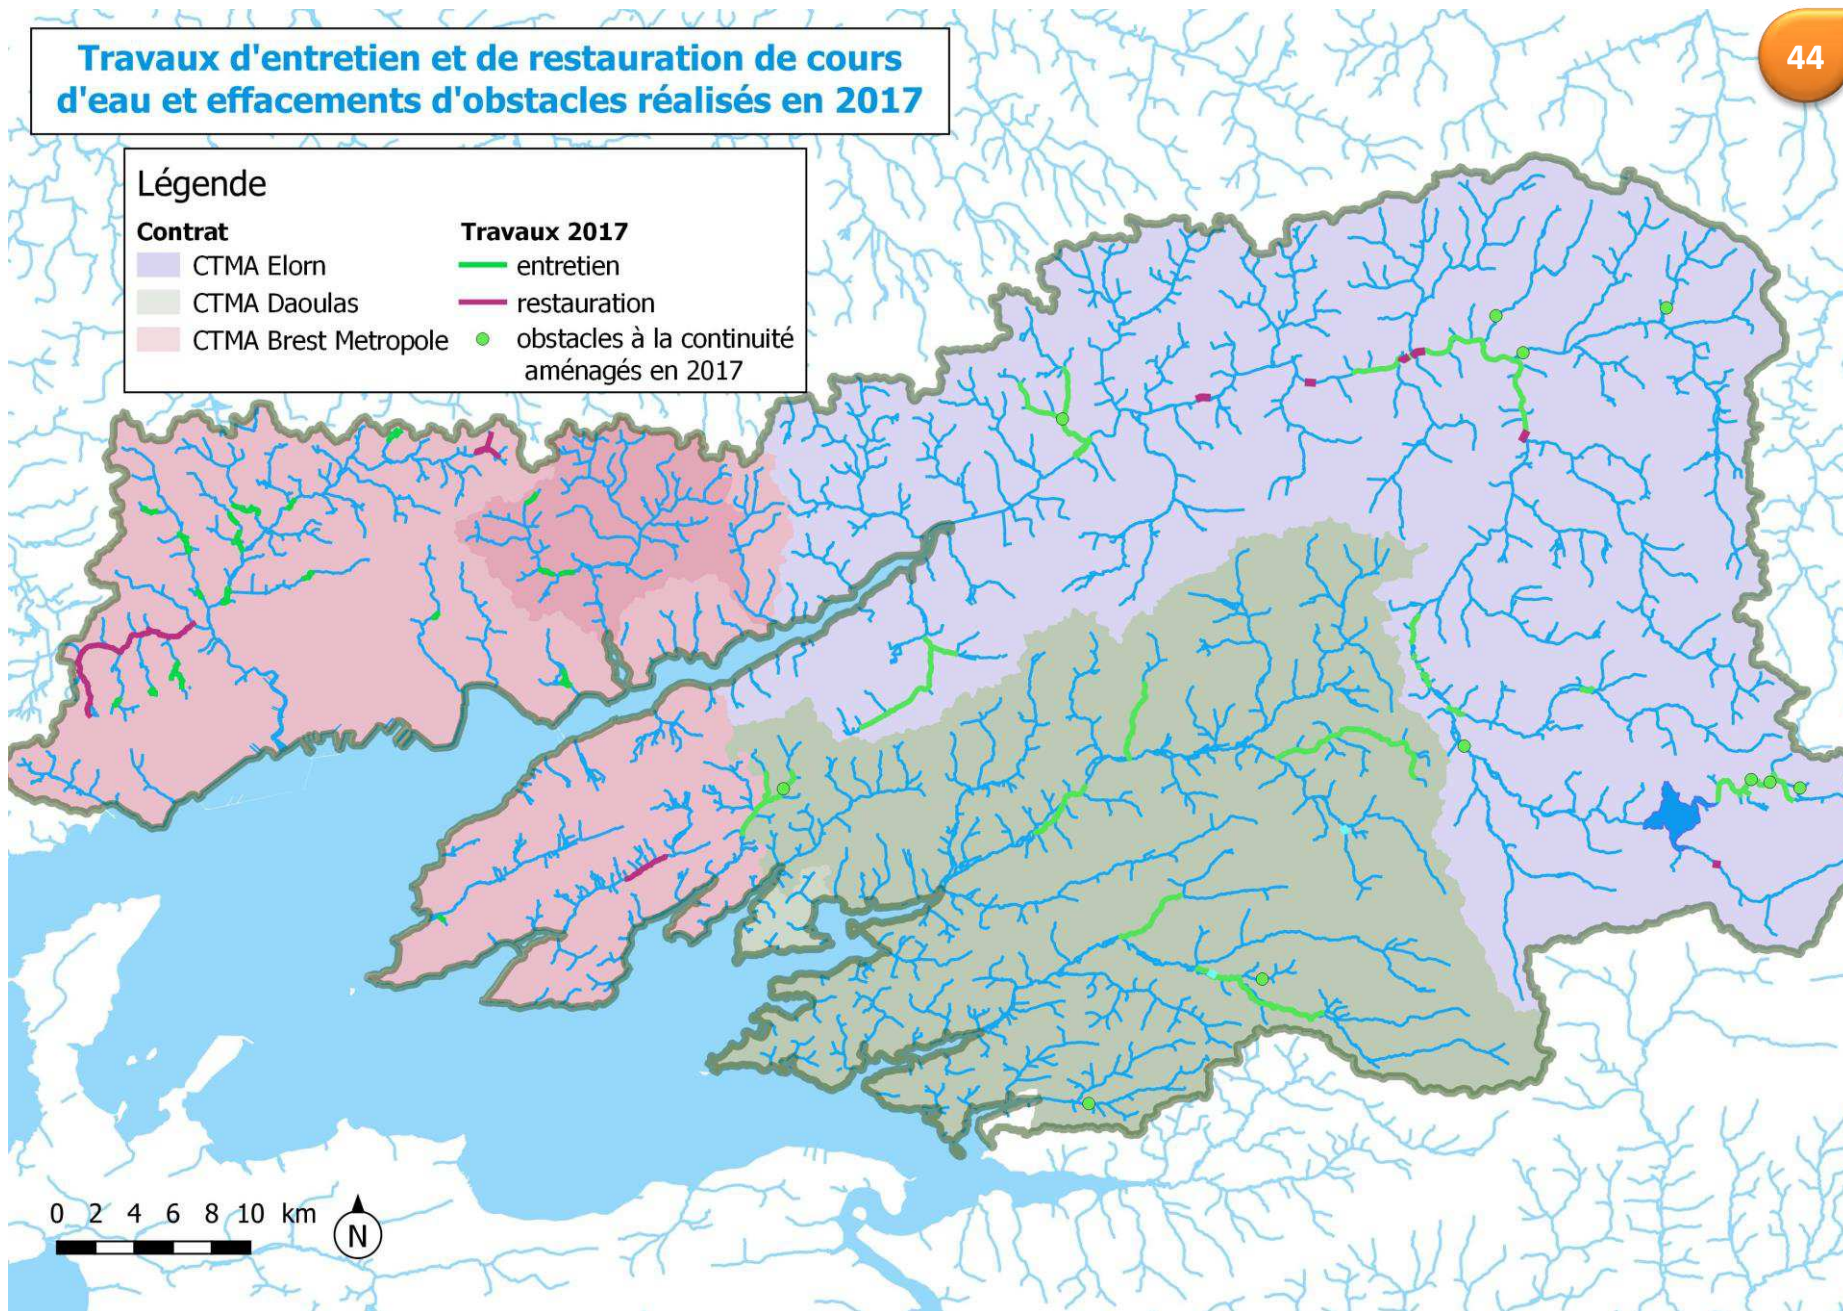 Travaux d'entretien et de restauration de cours
d'eau et effacements d'obstacles réalisés en 2017
44
Légende
Contrat
CTMA Elorn
CTMA Daoulas
CTMA Brest Metropole
Travaux 2017
entretien
restauration
obstacles à la continuité
aménagés en 2017
0 2 4 6 8 10 km
N